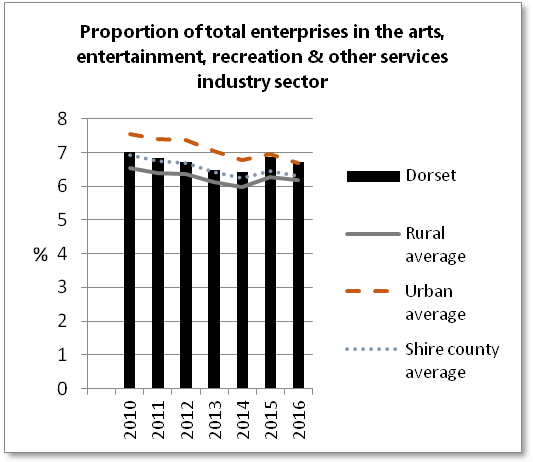 Proportion of total enterprises in the arts,
entertainment, recreation & other services
industry sector
8
7
6
5
% 4
3
2
1
0
2010
2011
2012
2013
2014
2015
2016
Dorset
Rural
average
Urban
average
Shire county
average